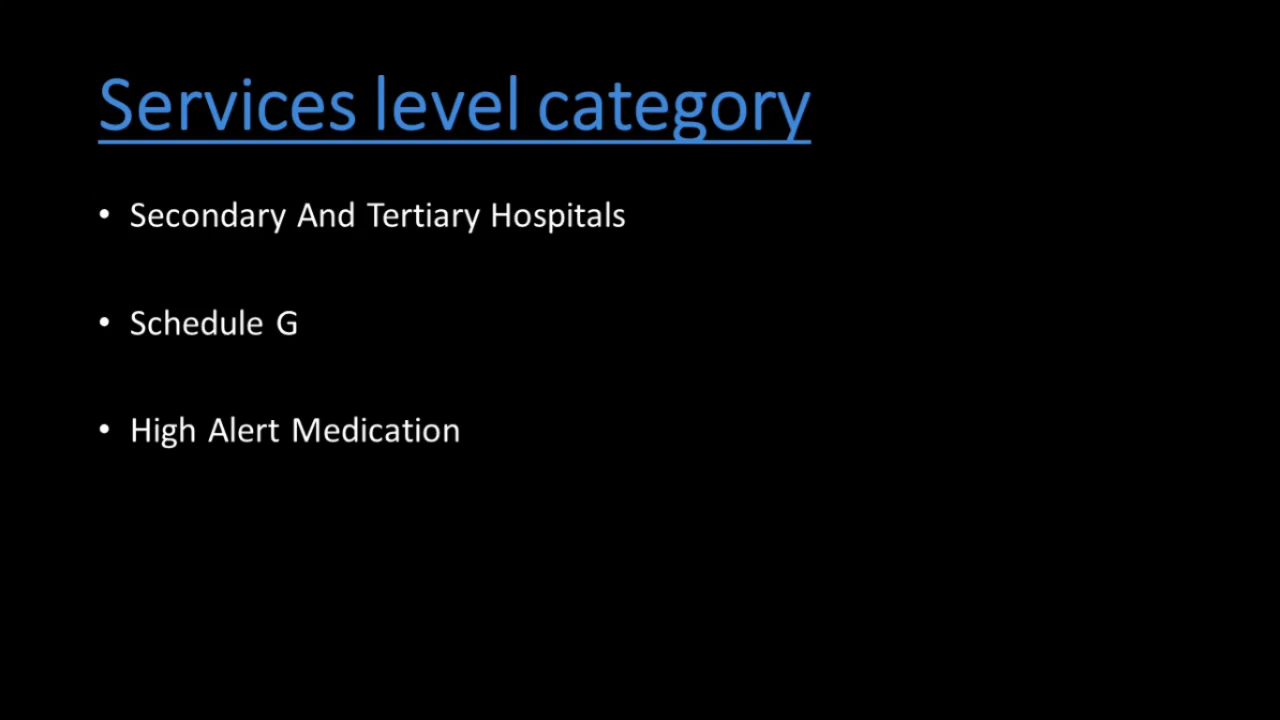 Services level category
• Secondary And Tertiary Hospitals
• Schedule G
• High Alert Medication